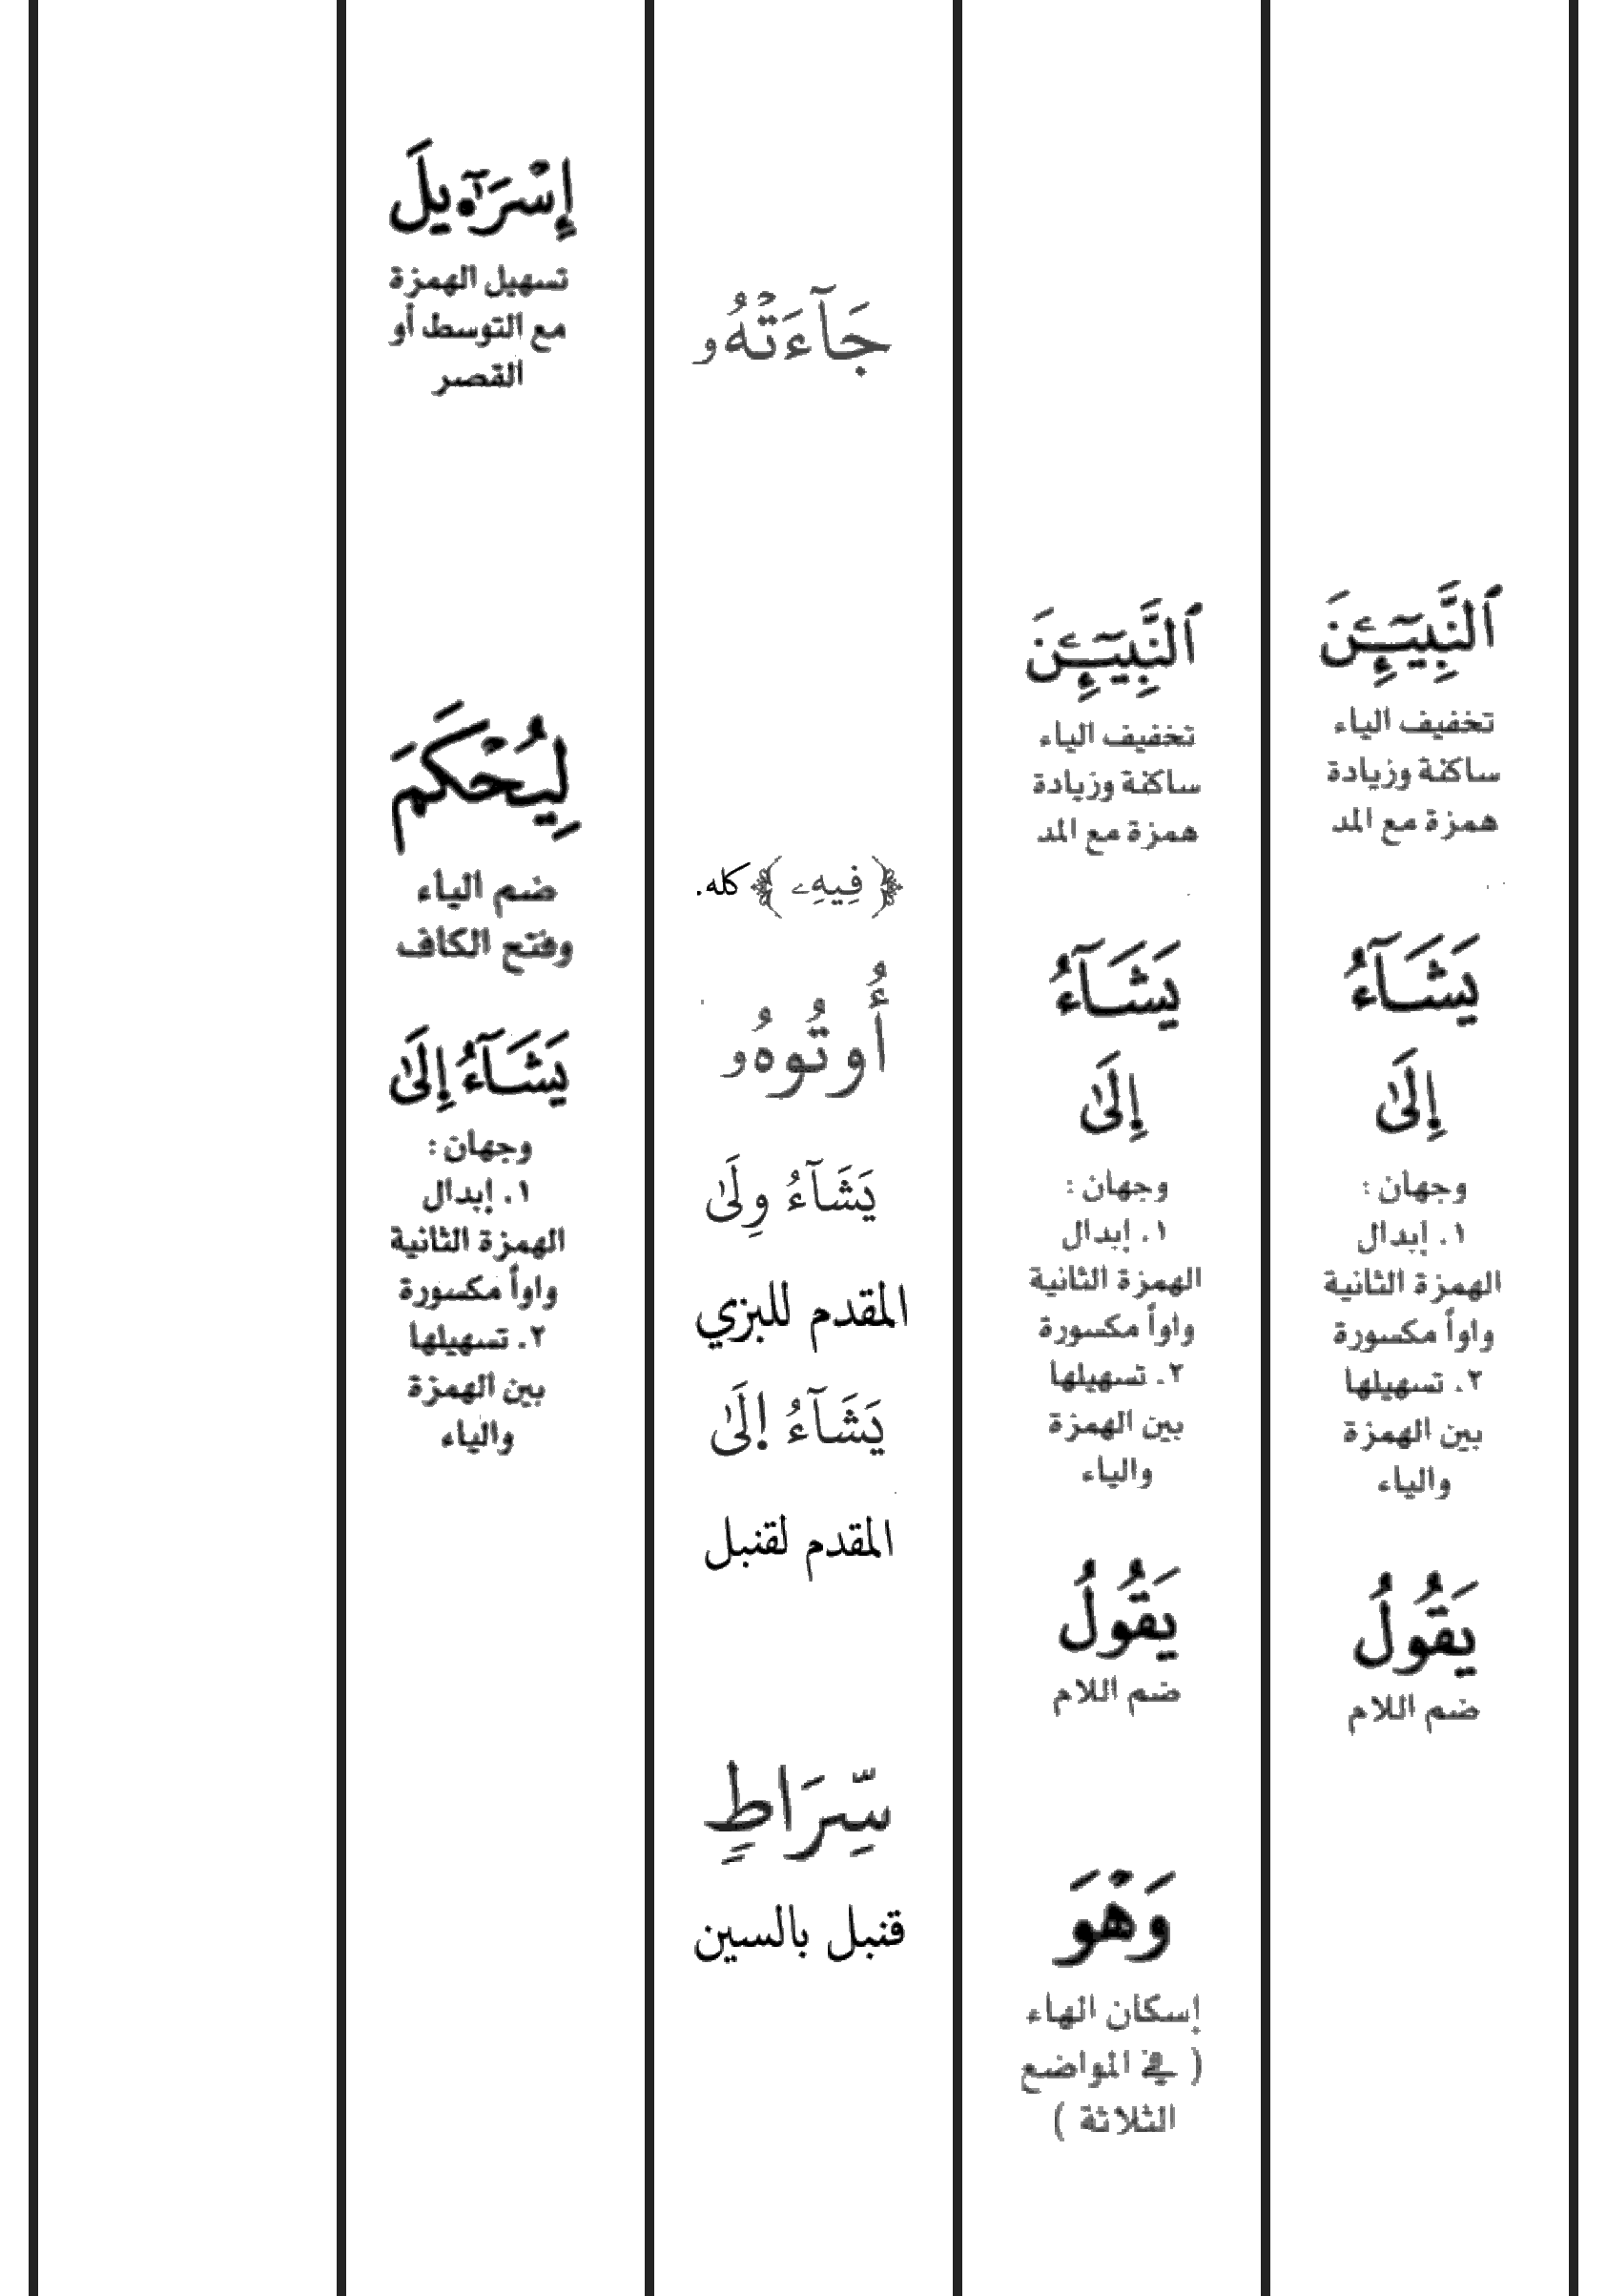 ٱلنَّبِيٓـِٔنَ
تخفيف الياء
ساكنة وزيادة
همزة مع المد
يَشَآءُ
إِلَىٰ
وجهان :
١. إبدال
الهمزة الثانية
واواً مكسورة
٢. تسهيلها
بين الهمزة
والياء
يَقُولُ
ضم اللام
ٱلنَّبِيٓـِٔنَ
تخفيف الياء
ساكنة وزيادة
همزة مع المد
يَشَآءُ
إِلَىٰ
وجهان :
١. إبدال
الهمزة الثانية
واواً مكسورة
٢. تسهيلها
بين الهمزة
والياء
يَقُولُ
ضم اللام
وَهْوَ
إسكان الهاء
( في المواضع
الثلاثة )
جَآءَتْهُۥ
﴿فِيهِۦ﴾ كله.
أُوتُوهُۥ
يَشَآءُ وِلَىٰ
المقدم للبزي
يَشَآءُ ا۪لَىٰ
المقدم لقنبل
سِّرَاطٍ
قنبل بالسين
إِسْرَٰٓ•يلَ
تسهيل الهمزة
مع التوسط أو
القصر
لِيُحْكَمَ
ضم الياء
وفتح الكاف
يَشَآءُ إِلَىٰ
وجهان :
١. إبدال
الهمزة الثانية
واواً مكسورة
٢. تسهيلها
بين الهمزة
والياء